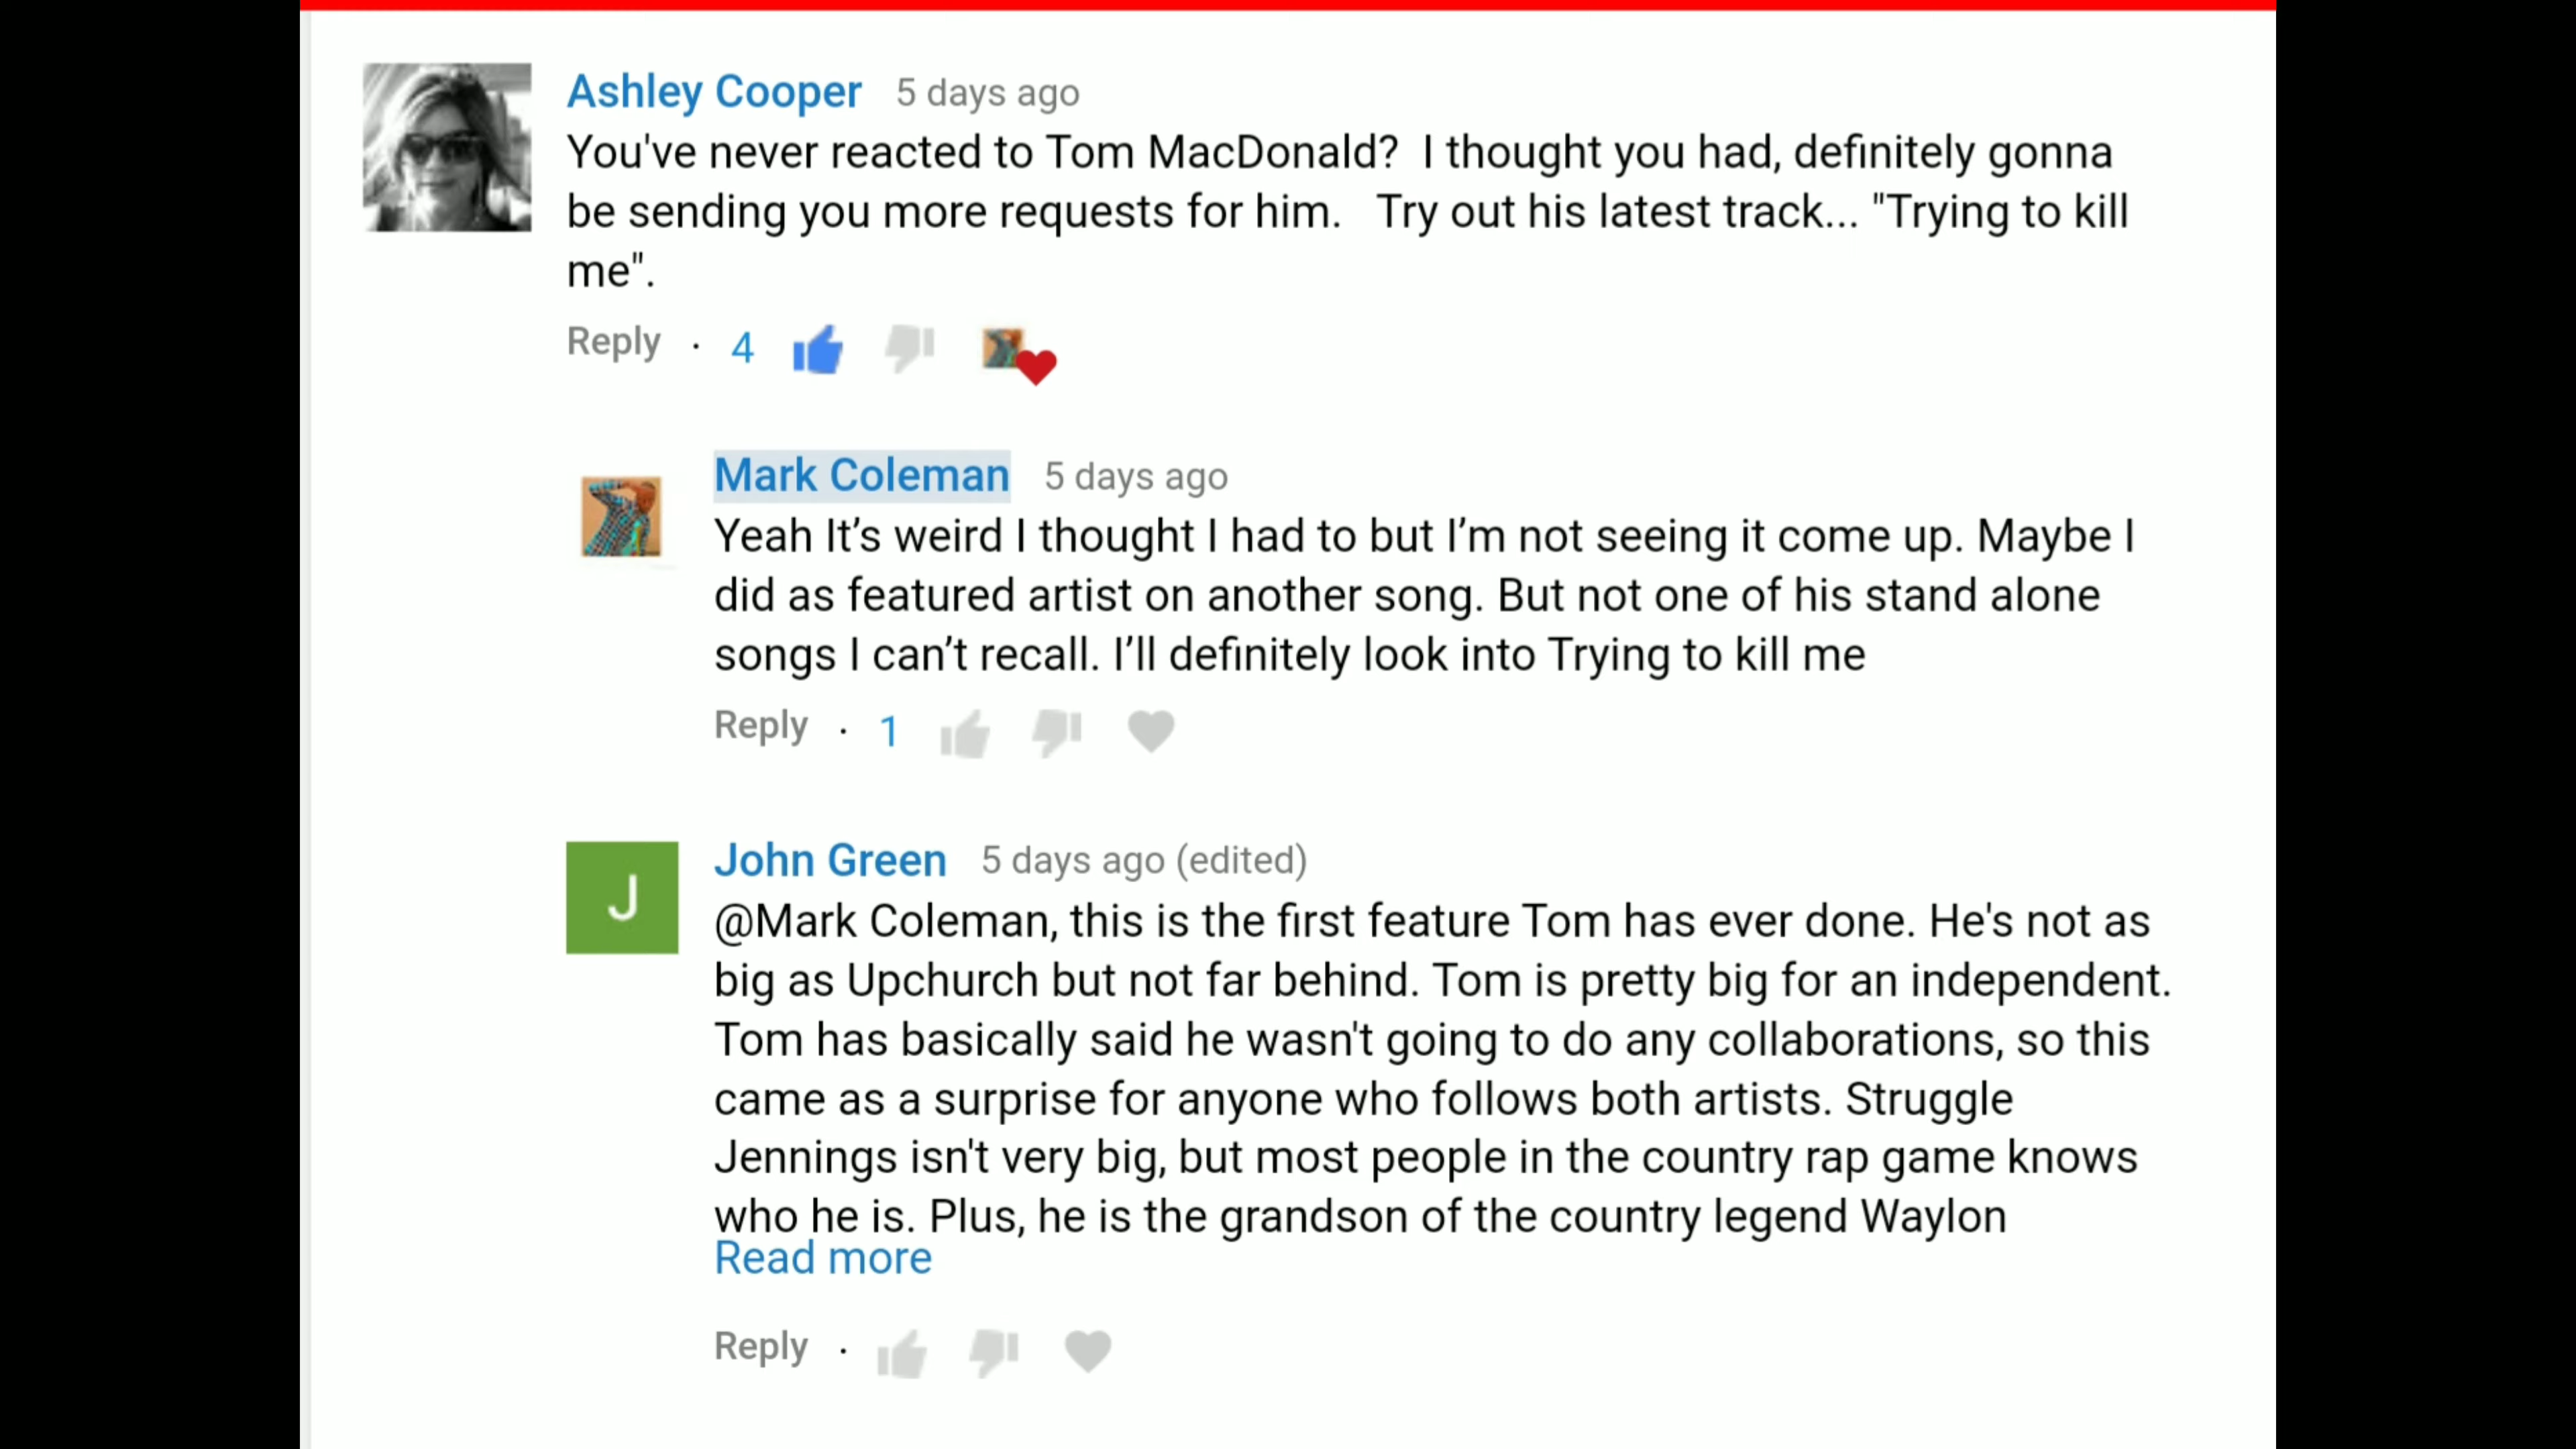 Ashley Cooper 5 days ago
You've never reacted to Tom MacDonald?  I thought you had, definitely gonna
be sending you more requests for him.   Try out his latest track... "Trying to kill
me".
Reply · 4
Mark Coleman 5 days ago
Yeah It’s weird I thought I had to but I’m not seeing it come up. Maybe I
did as featured artist on another song. But not one of his stand alone
songs I can’t recall. I’ll definitely look into Trying to kill me
Reply · 1
J
John Green 5 days ago (edited)
@Mark Coleman, this is the first feature Tom has ever done. He's not as
big as Upchurch but not far behind. Tom is pretty big for an independent.
Tom has basically said he wasn't going to do any collaborations, so this
came as a surprise for anyone who follows both artists. Struggle
Jennings isn't very big, but most people in the country rap game knows
who he is. Plus, he is the grandson of the country legend Waylon
Read more
Reply ·